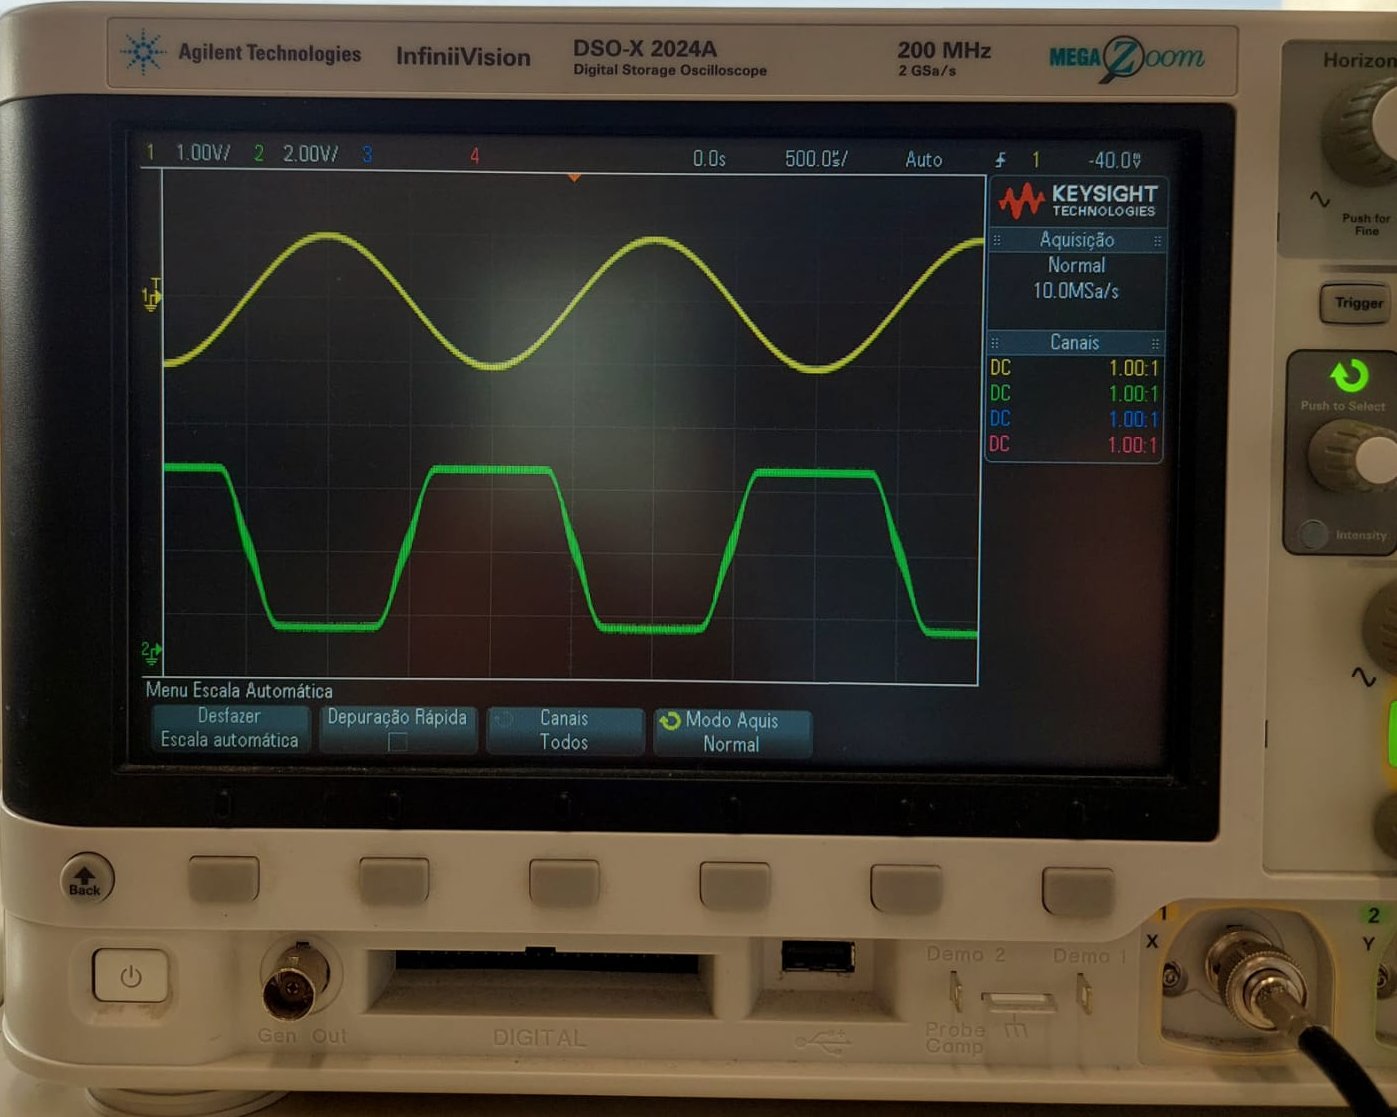 Agilent Technologies InfiniiVision DSO-X 2024A 200 MHz MEGA Zoom
Digital Storage Oscilloscope 2 GSa/s
Horizon
Push for
Fine
1 1.00V/ 2 2.00V/ 3 4 0.0s 500.0µs/ Auto 1 -40.0mV
KEYSIGHT
TECHNOLOGIES
Aquisição
Normal
10.0MSa/s
Canais
DC 1.00:1
DC 1.00:1
DC 1.00:1
DC 1.00:1
T
1
2
Trigger
Push to Select
Intensity
Menu Escala Automática
Desfazer
Escala automática
Depuração Rápida
Canais
Todos
Modo Aquis
Normal
Back
Gen Out
DIGITAL
Demo 2 Demo 1
Probe
Comp
1
X
2
Y